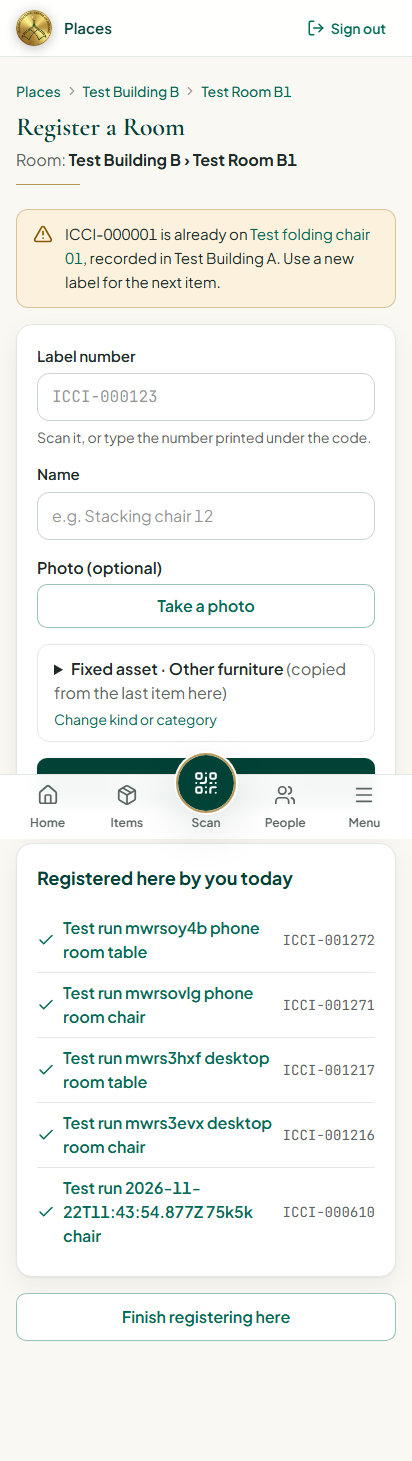 Places
Sign out
Places > Test Building B > Test Room B1
Register a Room
Room: Test Building B › Test Room B1
ICCI-000001 is already on Test folding chair
01, recorded in Test Building A. Use a new
label for the next item.
Label number
ICCI-000123
Scan it, or type the number printed under the code.
Name
e.g. Stacking chair 12
Photo (optional)
Take a photo
Fixed asset · Other furniture (copied
from the last item here)
Change kind or category
Home
Items
Scan
People
Menu
Registered here by you today
Test run mwrsoy4b phone
room table
ICCI-001272
Test run mwrsovlg phone
room chair
ICCI-001271
Test run mwrs3hxf desktop
room table
ICCI-001217
Test run mwrs3evx desktop
room chair
ICCI-001216
Test run 2026-11-
22T11:43:54.877Z 75k5k
chair
ICCI-000610
Finish registering here